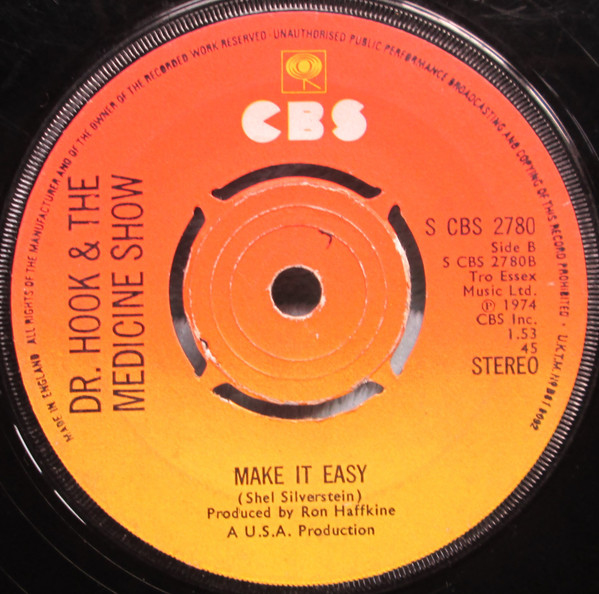 MADE IN ENGLAND ALL RIGHTS OF THE MANUFACTURER AND OF THE OWNER OF THE RECORDED WORK RESERVED · UNAUTHORISED PUBLIC PERFORMANCE BROADCASTING AND COPYING OF THIS RECORD PROHIBITED ·
CBS
DR. HOOK & THE
MEDICINE SHOW
S CBS 2780
Side B
S CBS 2780B
Tro Essex
Music Ltd.
℗ 1974
CBS Inc.
1.53
45
STEREO
MAKE IT EASY
(Shel Silverstein)
Produced by Ron Haffkine
A U.S.A. Production